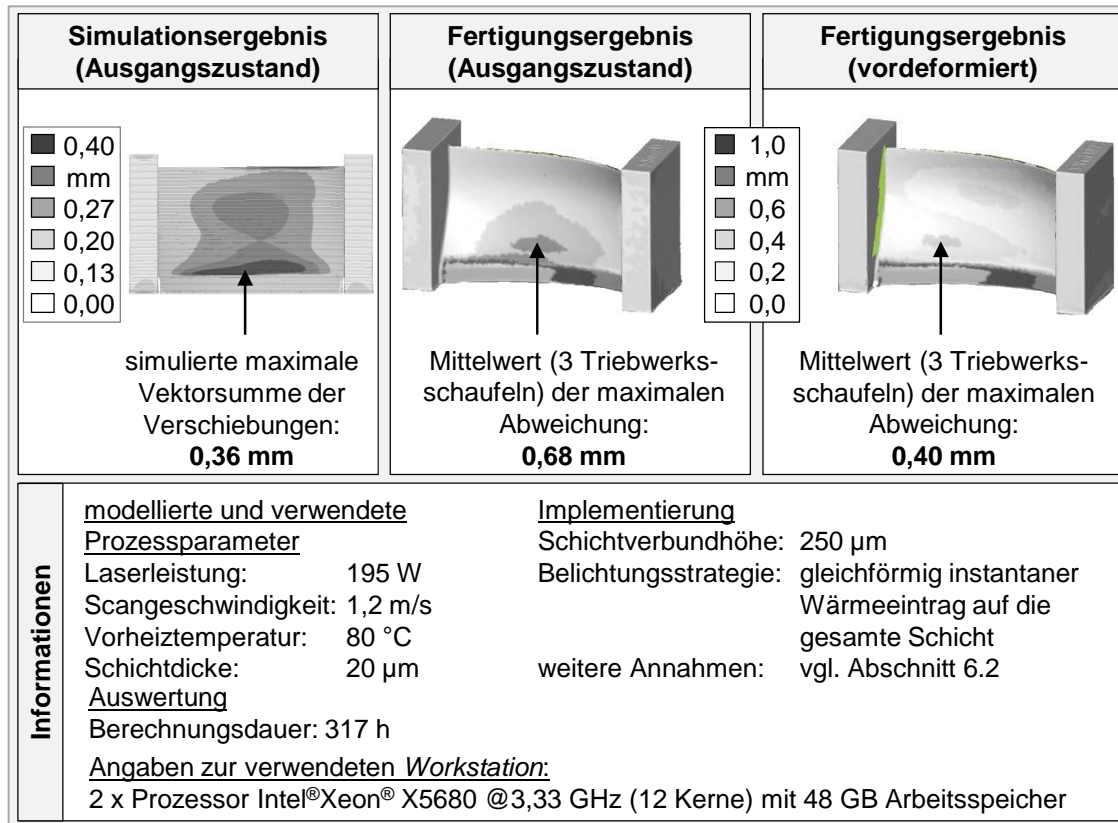 Simulationsergebnis
(Ausgangszustand)
Fertigungsergebnis
(Ausgangszustand)
Fertigungsergebnis
(vordeformiert)
0,40
mm
0,27
0,20
0,13
0,00
1,0
mm
0,6
0,4
0,2
0,0
simulierte maximale
Vektorsumme der
Verschiebungen:
0,36 mm
Mittelwert (3 Triebwerks-
schaufeln) der maximalen
Abweichung:
0,68 mm
Mittelwert (3 Triebwerks-
schaufeln) der maximalen
Abweichung:
0,40 mm
Informationen
modellierte und verwendete
Prozessparameter
Laserleistung: 195 W
Scangeschwindigkeit: 1,2 m/s
Vorheiztemperatur: 80 °C
Schichtdicke: 20 µm
Implementierung
Schichtverbundhöhe: 250 µm
Belichtungsstrategie: gleichförmig instantaner
Wärmeeintrag auf die
gesamte Schicht
weitere Annahmen: vgl. Abschnitt 6.2
Auswertung
Berechnungsdauer: 317 h
Angaben zur verwendeten Workstation:
2 x Prozessor Intel®Xeon® X5680 @3,33 GHz (12 Kerne) mit 48 GB Arbeitsspeicher